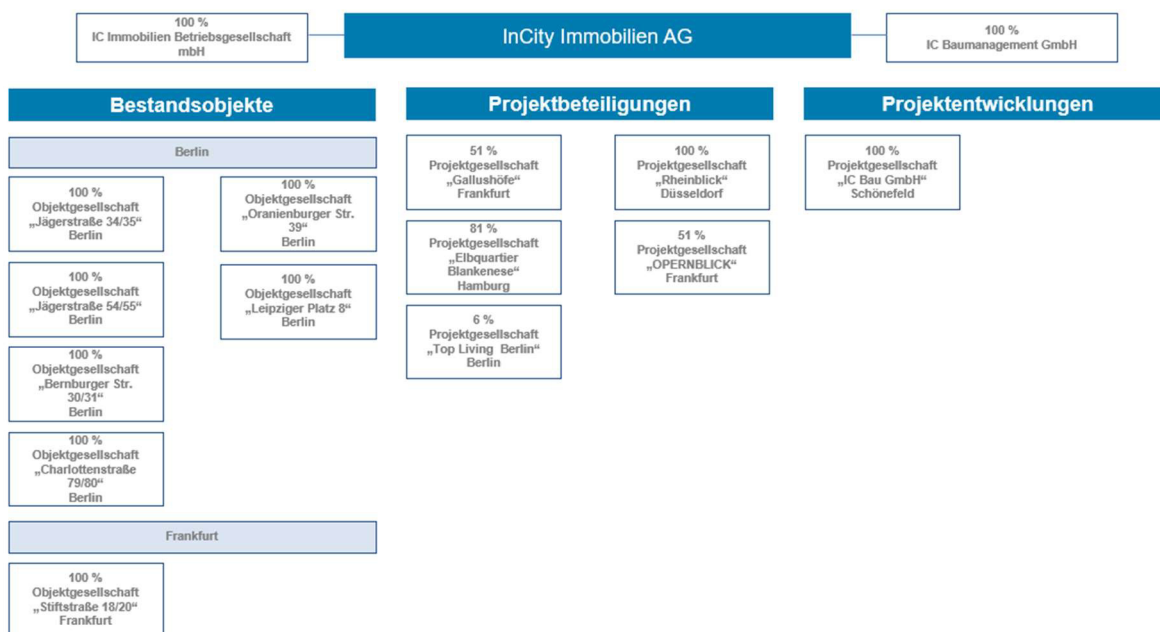 100 %
IC Immobilien Betriebsgesellschaft
mbH
InCity Immobilien AG
100 %
IC Baumanagement GmbH
Bestandsobjekte
Berlin
100 %
Objektgesellschaft
„Jägerstraße 34/35“
Berlin
100 %
Objektgesellschaft
„Oranienburger Str.
39“
Berlin
100 %
Objektgesellschaft
„Jägerstraße 54/55“
Berlin
100 %
Objektgesellschaft
„Leipziger Platz 8“
Berlin
100 %
Objektgesellschaft
„Bernburger Str.
30/31“
Berlin
100 %
Objektgesellschaft
„Charlottenstraße
79/80“
Berlin
Frankfurt
100 %
Objektgesellschaft
„Stiftstraße 18/20“
Frankfurt
Projektbeteiligungen
51 %
Projektgesellschaft
„Gallushöfe“
Frankfurt
100 %
Projektgesellschaft
„Rheinblick“
Düsseldorf
81 %
Projektgesellschaft
„Elbquartier
Blankenese“
Hamburg
51 %
Projektgesellschaft
„OPERNBLICK“
Frankfurt
6 %
Projektgesellschaft
„Top Living Berlin“
Berlin
Projektentwicklungen
100 %
Projektgesellschaft
„IC Bau GmbH“
Schönefeld